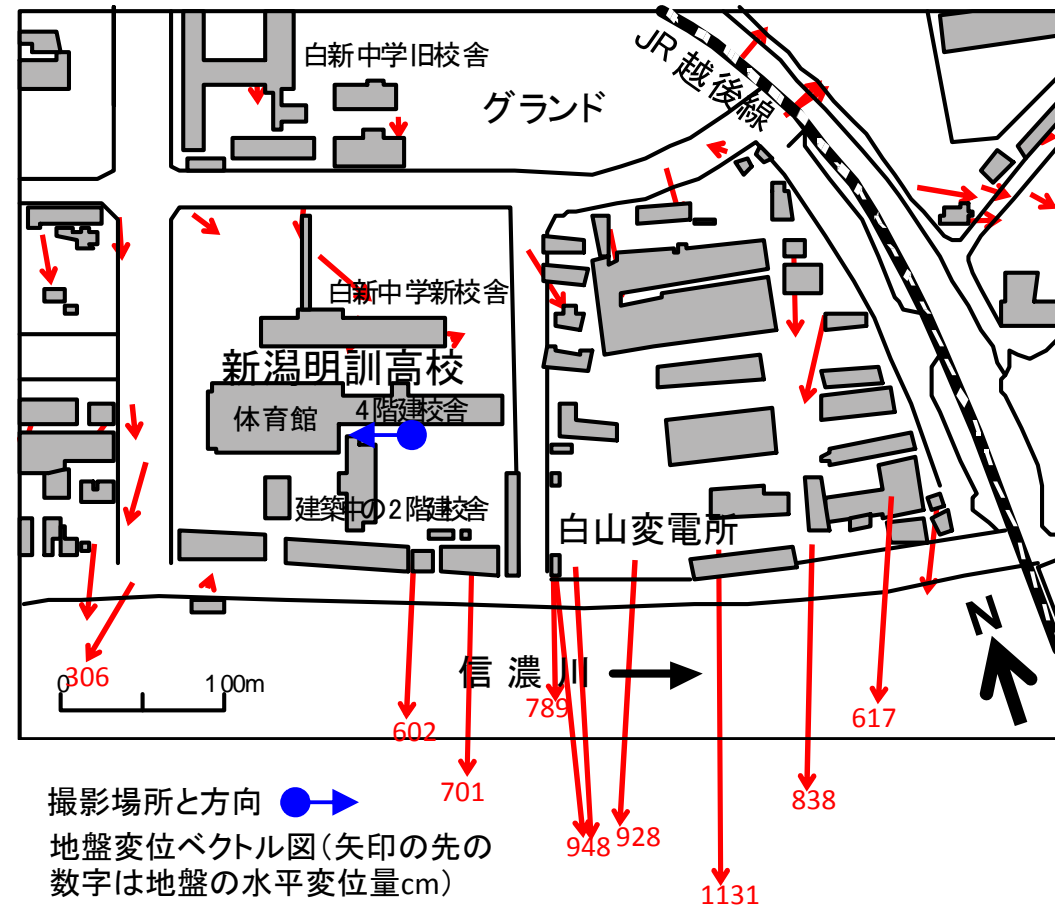 白新中学旧校舎
グランド
JR越後線
白新中学新校舎
新潟明訓高校
体育館
4階建校舎
建築中の2階建校舎
白山変電所
信濃川
N
0
100m
306
602
701
789
948
928
1131
838
617
撮影場所と方向
地盤変位ベクトル図(矢印の先の
数字は地盤の水平変位量cm)